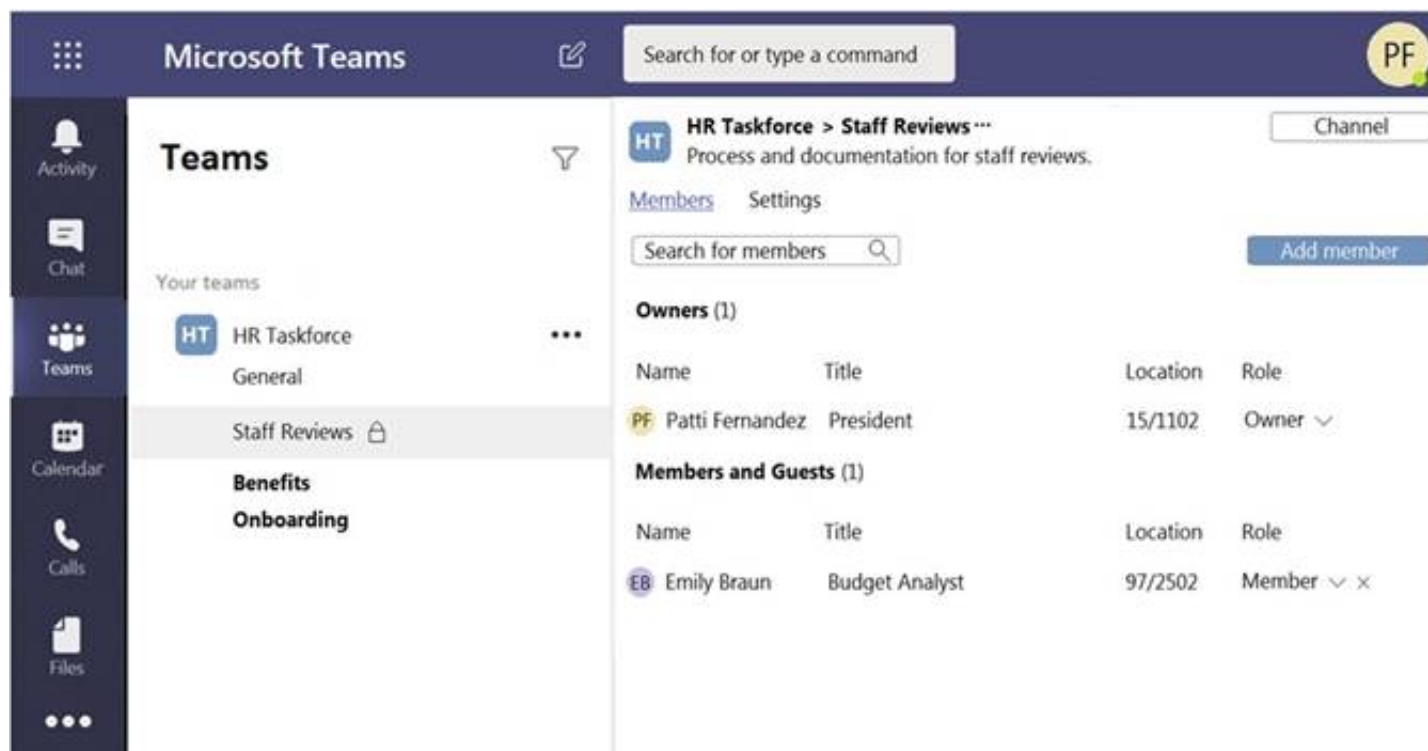 Microsoft Teams
Search for or type a command
PF
Activity
Chat
Teams
Calendar
Calls
Files
Teams
Your teams
HT HR Taskforce
General
Staff Reviews
Benefits
Onboarding
HT HR Taskforce > Staff Reviews ···
Process and documentation for staff reviews.
Channel
Members Settings
Search for members
Add member
Owners (1)
Name Title Location Role
PF Patti Fernandez President 15/1102 Owner
Members and Guests (1)
Name Title Location Role
EB Emily Braun Budget Analyst 97/2502 Member